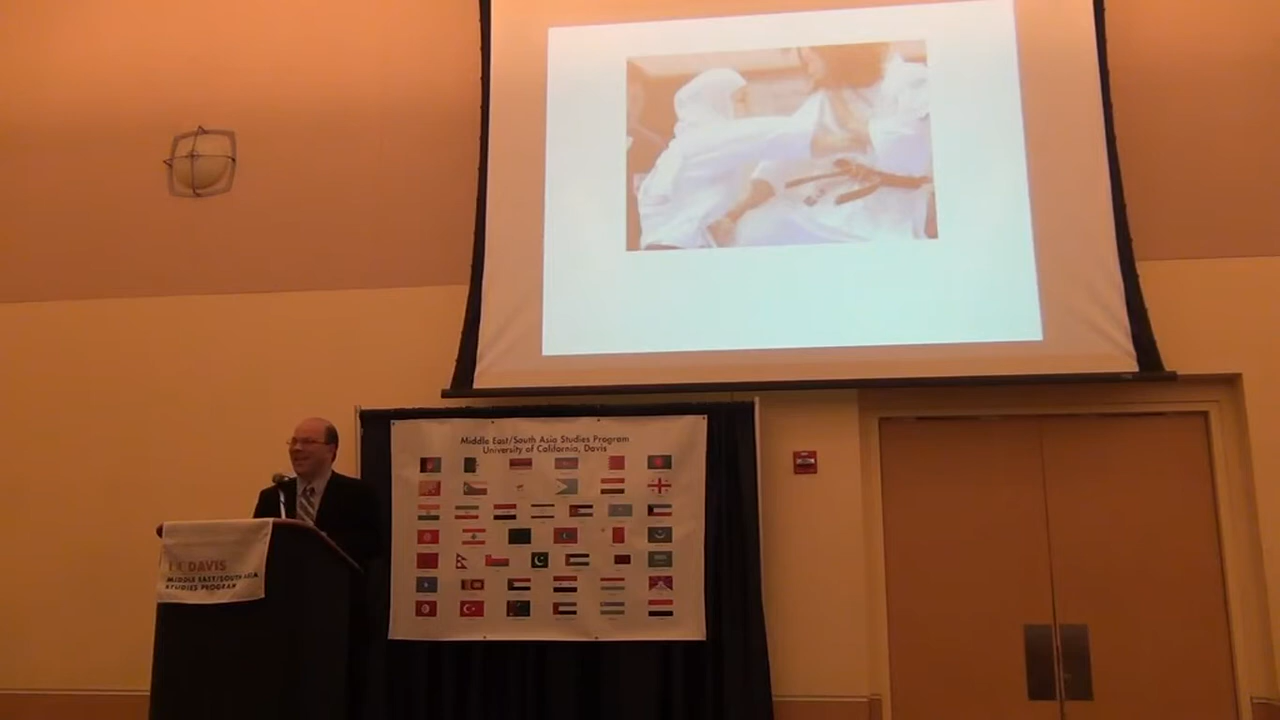 Middle East/South Asia Studies Program
University of California, Davis
DAVIS
MIDDLE EAST/SOUTH ASIA
STUDIES PROGRAM